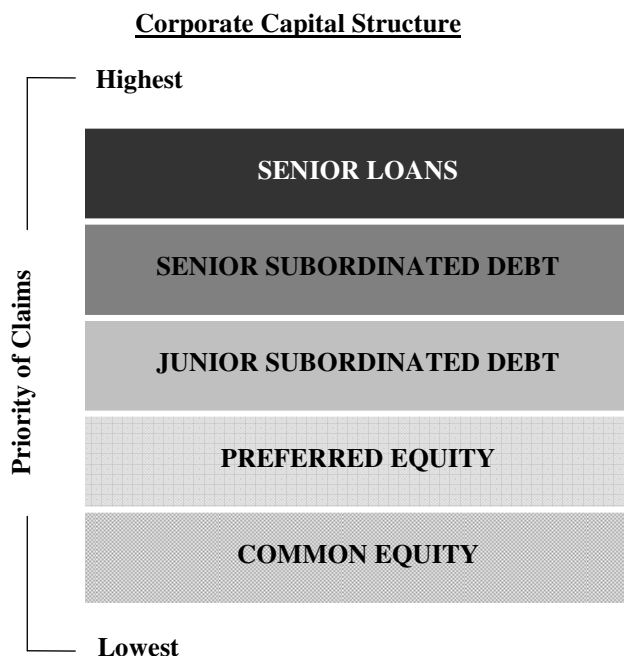 Corporate Capital Structure
Highest
SENIOR LOANS
SENIOR SUBORDINATED DEBT
JUNIOR SUBORDINATED DEBT
PREFERRED EQUITY
COMMON EQUITY
Priority of Claims
Lowest